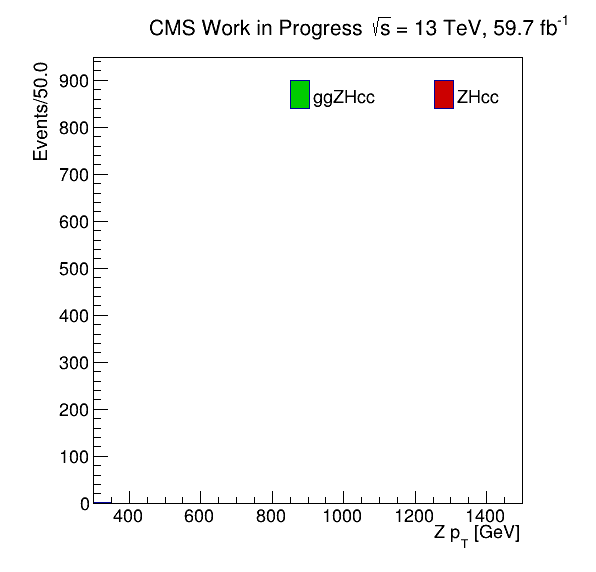 CMS Work in Progress √s = 13 TeV, 59.7 fb⁻¹
Events/50.0
900
800
700
600
500
400
300
200
100
0
ggZHcc
ZHcc
400 600 800 1000 1200 1400
Z p_T [GeV]